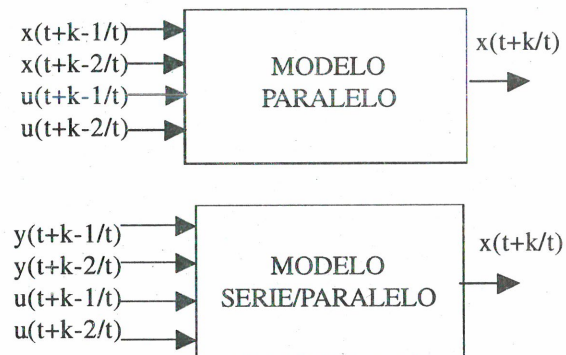 x(t+k-1/t)
x(t+k-2/t)
u(t+k-1/t)
u(t+k-2/t)
MODELO
PARALELO
x(t+k/t)
y(t+k-1/t)
y(t+k-2/t)
u(t+k-1/t)
u(t+k-2/t)
MODELO
SERIE/PARALELO
x(t+k/t)